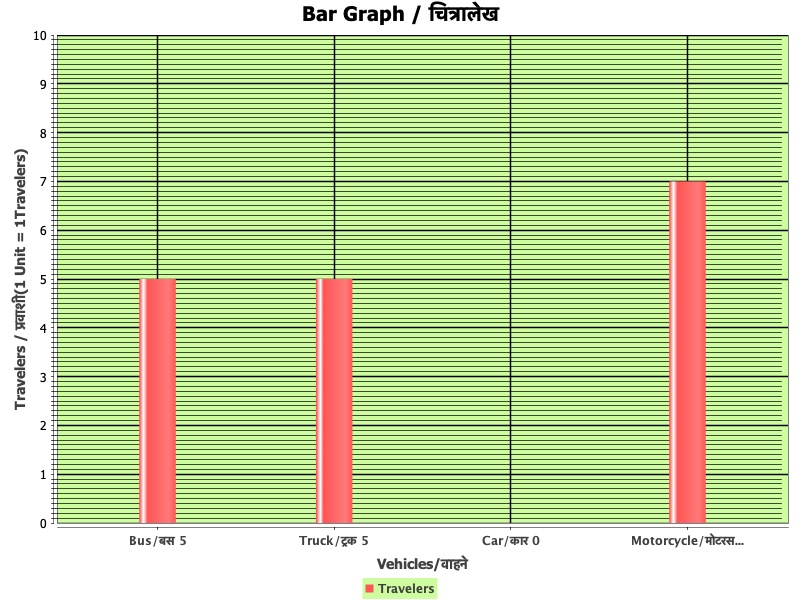 Bar Graph / चित्रालेख
Travelers / प्रवाशी(1 Unit = 1Travelers)
10
9
8
7
6
5
4
3
2
1
0
Bus/बस 5
Truck/ट्रक 5
Car/कार 0
Motorcycle/मोटरस...
Vehicles/वाहने
Travelers